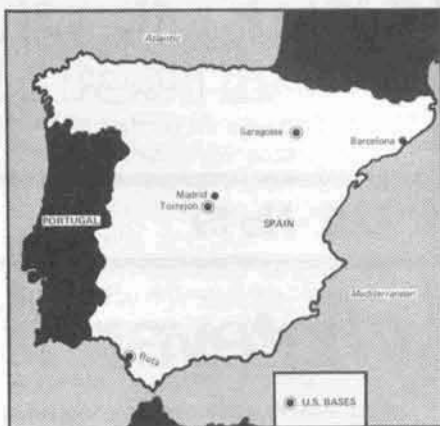 Atlantic
Saragossa
Barcelona
Madrid
Torrejon
PORTUGAL
SPAIN
Mediterranean
Rota
U.S. BASES